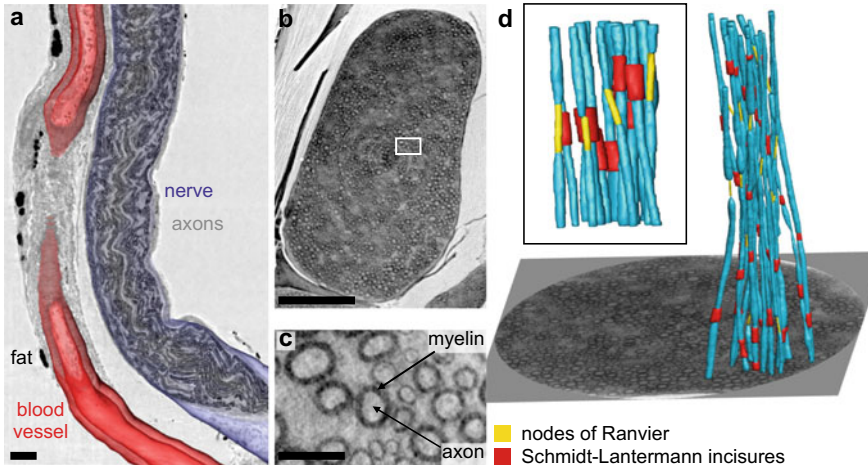 a
nerve
axons
fat
blood
vessel
b
c
myelin
axon
d
nodes of Ranvier
Schmidt-Lantermann incisures